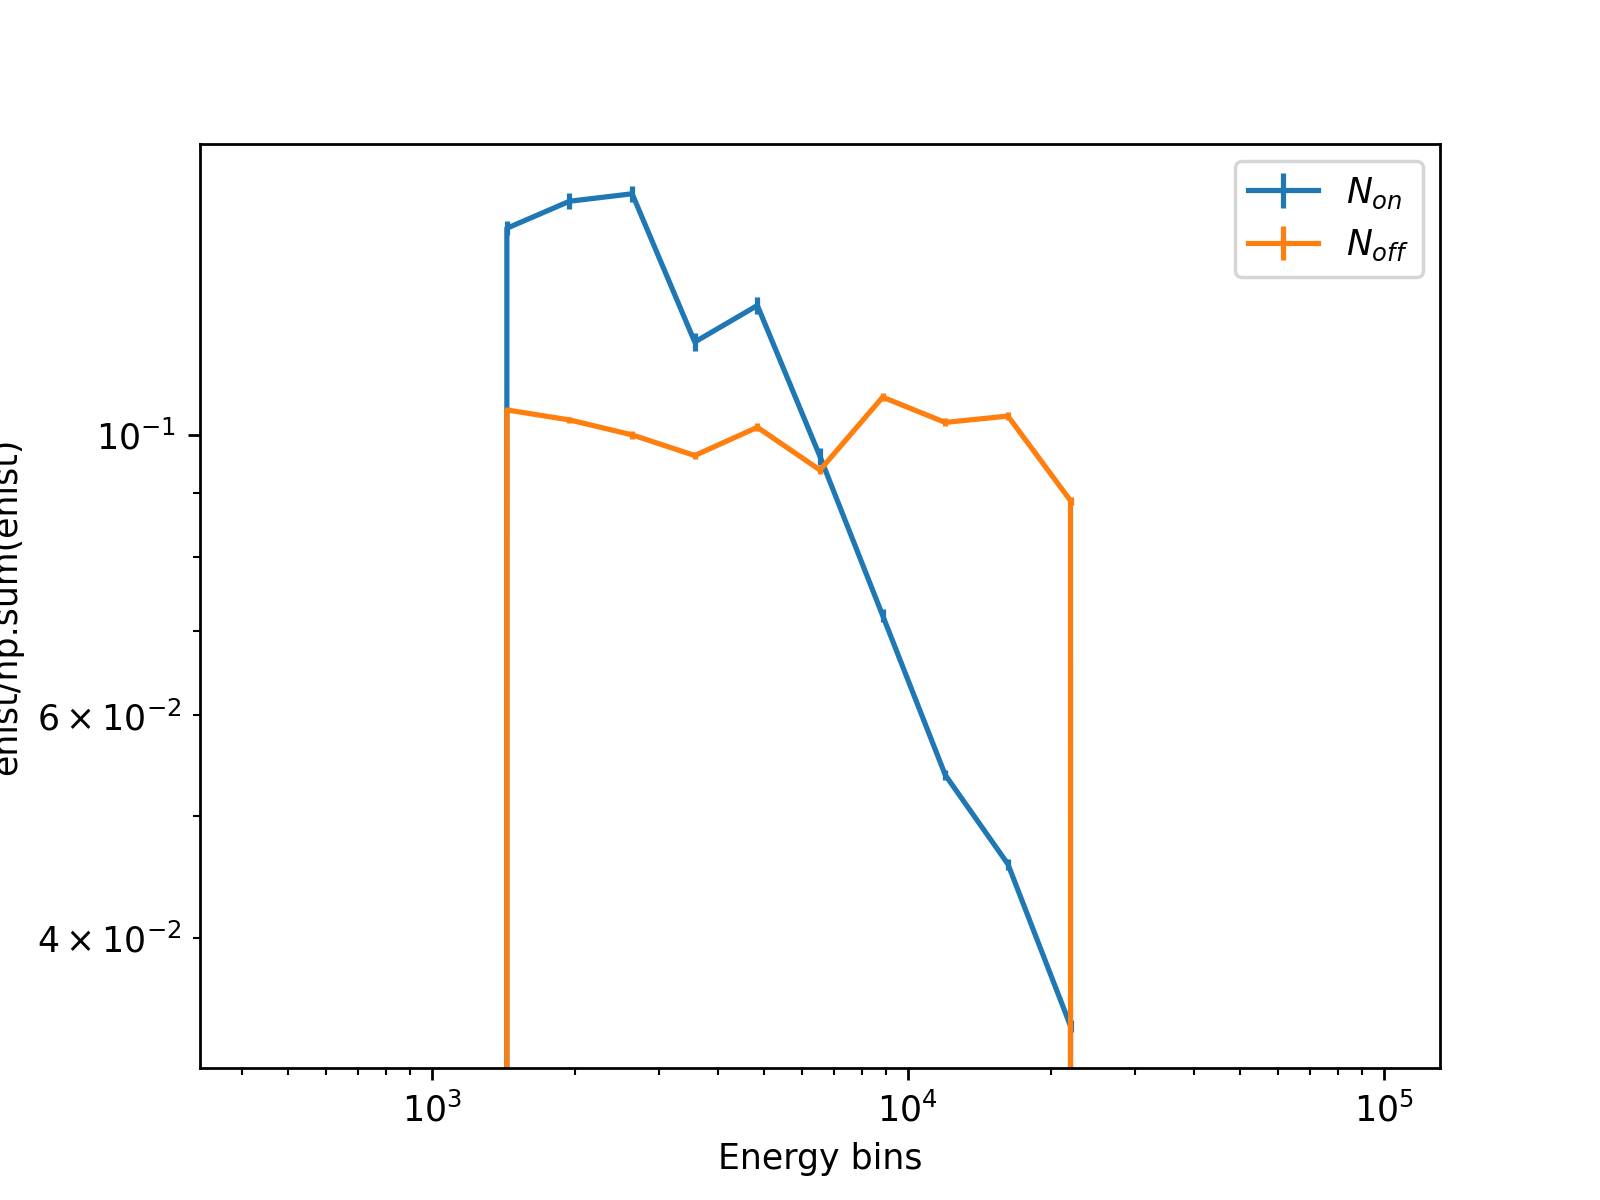 N_on
N_off
10^−1
6 × 10^−2
4 × 10^−2
enist/np.sum(enist)
10^3
10^4
10^5
Energy bins